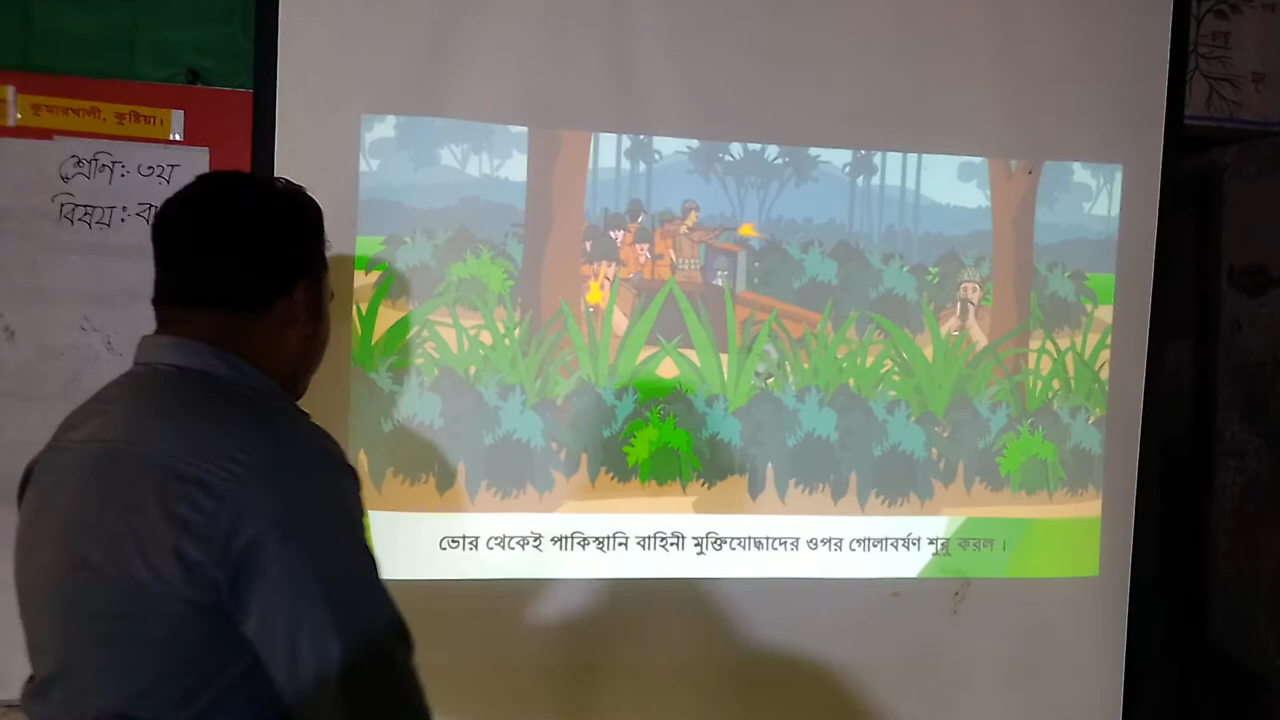 কুমারখালী, কুষ্টিয়া।
শ্রেণি:- ৩য়
বিষয়:-
ভোর থেকেই পাকিস্থানি বাহিনী মুক্তিযোদ্ধাদের ওপর গোলাবর্ষণ শুরু করল।